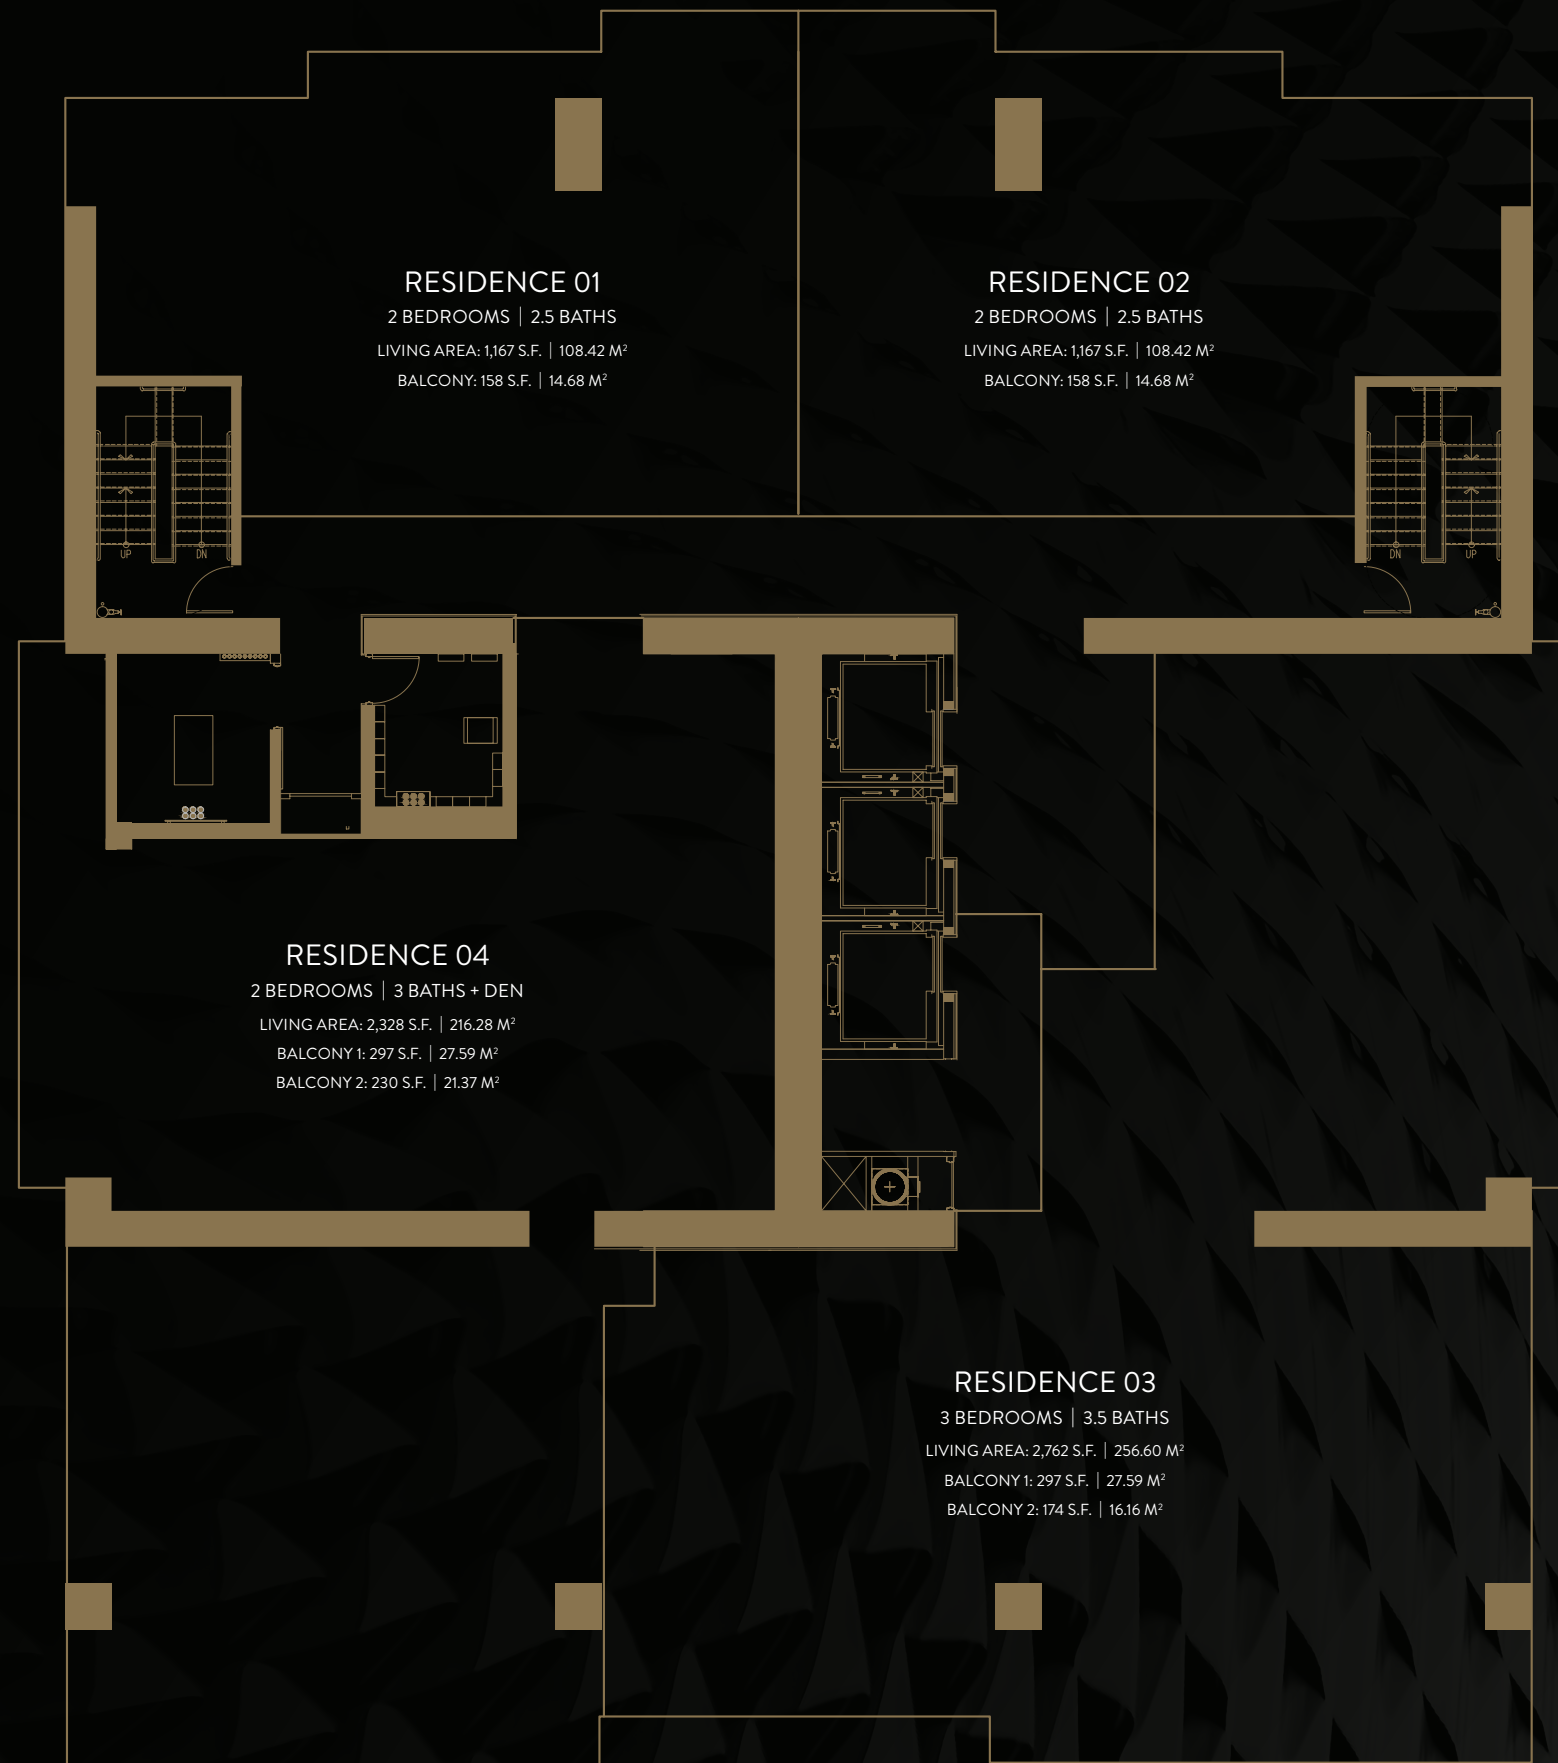 RESIDENCE 01
2 BEDROOMS | 2.5 BATHS
LIVING AREA: 1,167 S.F. | 108.42 M²
BALCONY: 158 S.F. | 14.68 M²
RESIDENCE 02
2 BEDROOMS | 2.5 BATHS
LIVING AREA: 1,167 S.F. | 108.42 M²
BALCONY: 158 S.F. | 14.68 M²
UP
DN
DN
UP
RESIDENCE 04
2 BEDROOMS | 3 BATHS + DEN
LIVING AREA: 2,328 S.F. | 216.28 M²
BALCONY 1: 297 S.F. | 27.59 M²
BALCONY 2: 230 S.F. | 21.37 M²
RESIDENCE 03
3 BEDROOMS | 3.5 BATHS
LIVING AREA: 2,762 S.F. | 256.60 M²
BALCONY 1: 297 S.F. | 27.59 M²
BALCONY 2: 174 S.F. | 16.16 M²